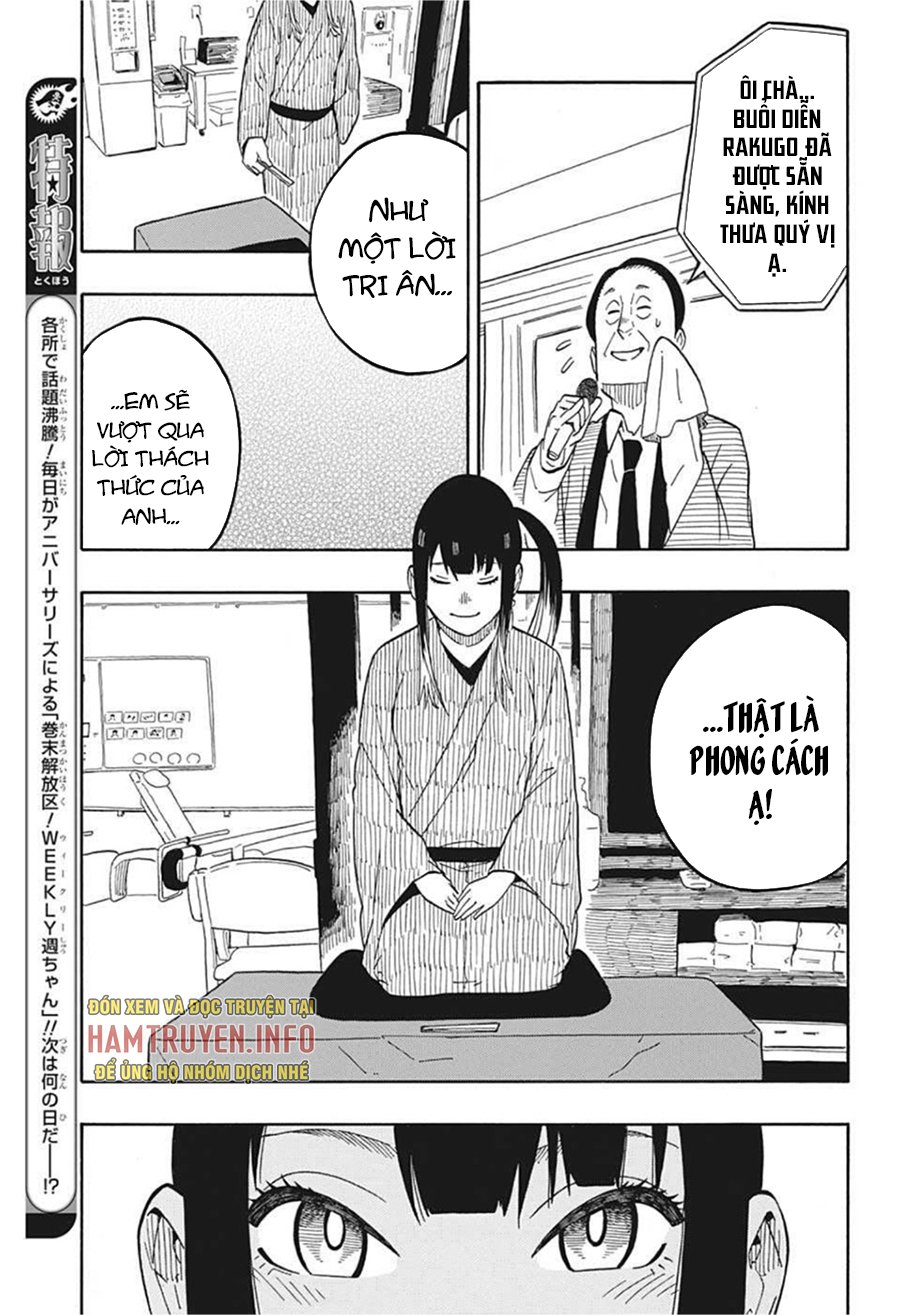 ÔI CHÀ...
BUỔI DIỄN
RAKUGO ĐÃ
ĐƯỢC SẴN
SÀNG, KÍNH
THƯA QUÝ VỊ
Ạ.
NHƯ
MỘT LỜI
TRI ÂN...
...EM SẼ
VƯỢT QUA
LỜI THÁCH
THỨC CỦA
ANH...
...THẬT LÀ
PHONG CÁCH
Ạ!
ĐÓN XEM VÀ ĐỌC TRUYỆN TẠI
HAMTRUYEN.INFO
ĐỂ ỦNG HỘ NHÓM DỊCH NHÉ
特報
とくほう
各所で話題沸騰!毎日がアニバーサリーズによる「巻末解放区!WEEKLY週ちゃん」!!次は何の日だ――!?